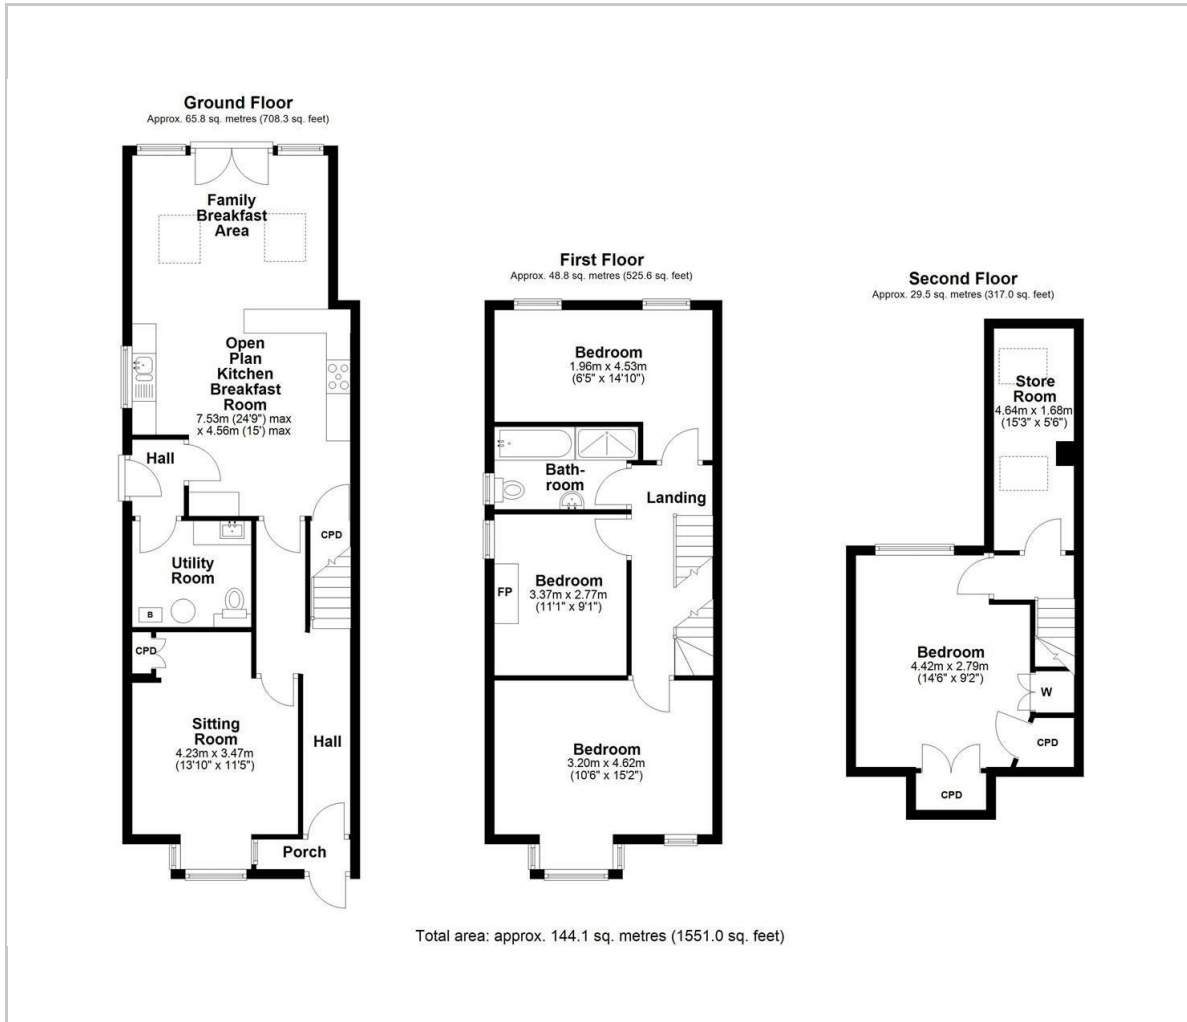 Ground Floor
Approx. 65.8 sq. metres (708.3 sq. feet)
Family
Breakfast
Area
Open
Plan
Kitchen
Breakfast
Room
7.53m (24'9") max
x 4.56m (15') max
Hall
CPD
Utility
Room
B
CPD
Sitting
Room
4.23m x 3.47m
(13'10" x 11'5")
Hall
Porch
First Floor
Approx. 48.8 sq. metres (525.6 sq. feet)
Bedroom
1.96m x 4.53m
(6'5" x 14'10")
Bath-
room
Landing
FP
Bedroom
3.37m x 2.77m
(11'1" x 9'1")
Bedroom
3.20m x 4.62m
(10'6" x 15'2")
Second Floor
Approx. 29.5 sq. metres (317.0 sq. feet)
Store
Room
4.64m x 1.68m
(15'3" x 5'6")
Bedroom
4.42m x 2.79m
(14'6" x 9'2")
W
CPD
CPD
Total area: approx. 144.1 sq. metres (1551.0 sq. feet)